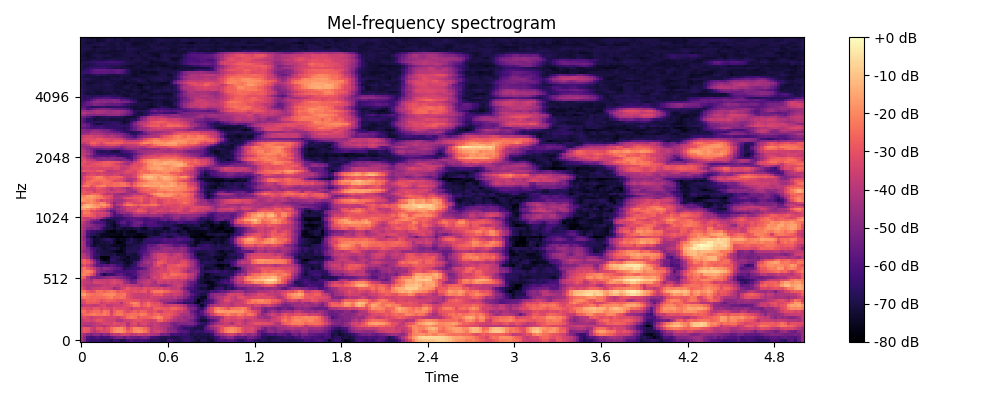 Mel-frequency spectrogram
+0 dB
-10 dB
-20 dB
-30 dB
-40 dB
-50 dB
-60 dB
-70 dB
-80 dB
Hz
4096
2048
1024
512
0
0 0.6 1.2 1.8 2.4 3 3.6 4.2 4.8
Time